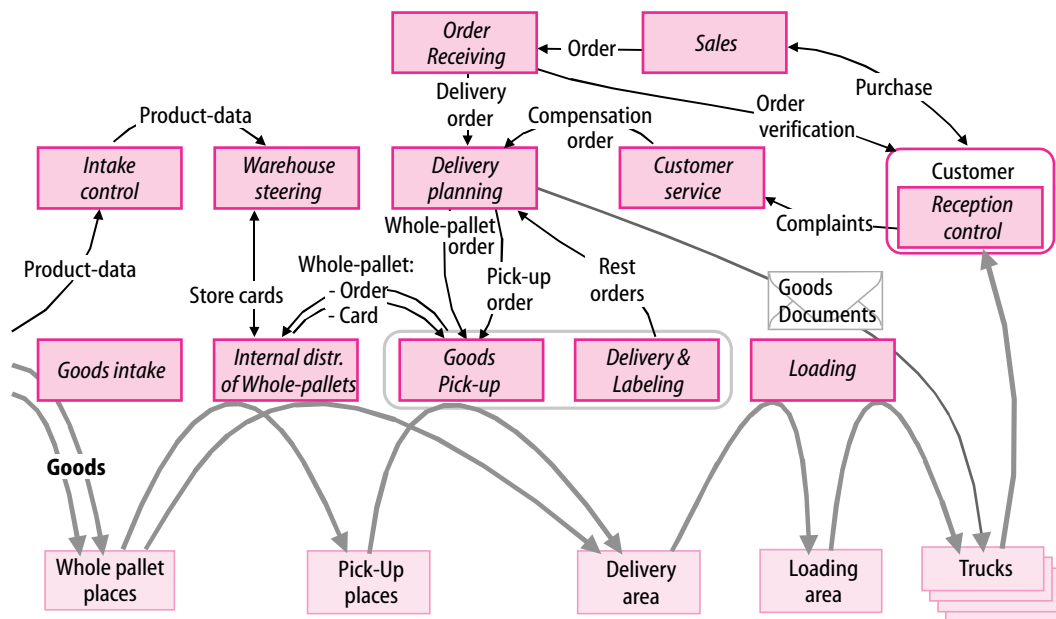 Order
Receiving
Order
Sales
Purchase
Delivery
order
Compensation
order
Order
verification
Product-data
Intake
control
Warehouse
steering
Delivery
planning
Customer
service
Customer
Reception
control
Complaints
Whole-pallet
order
Product-data
Store cards
Whole-pallet:
- Order
- Card
Pick-up
order
Rest
orders
Goods
Documents
Goods intake
Internal distr.
of Whole-pallets
Goods
Pick-up
Delivery &
Labeling
Loading
Goods
Whole pallet
places
Pick-Up
places
Delivery
area
Loading
area
Trucks